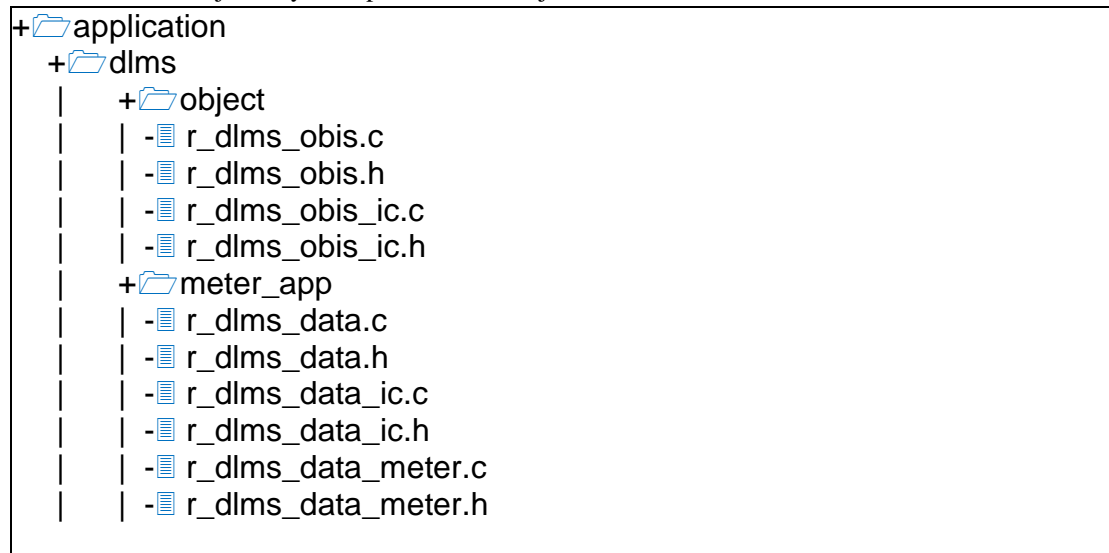 +application
+dlms
| +object
| | - r_dlms_obis.c
| | - r_dlms_obis.h
| | - r_dlms_obis_ic.c
| | - r_dlms_obis_ic.h
| +meter_app
| | - r_dlms_data.c
| | - r_dlms_data.h
| | - r_dlms_data_ic.c
| | - r_dlms_data_ic.h
| | - r_dlms_data_meter.c
| | - r_dlms_data_meter.h